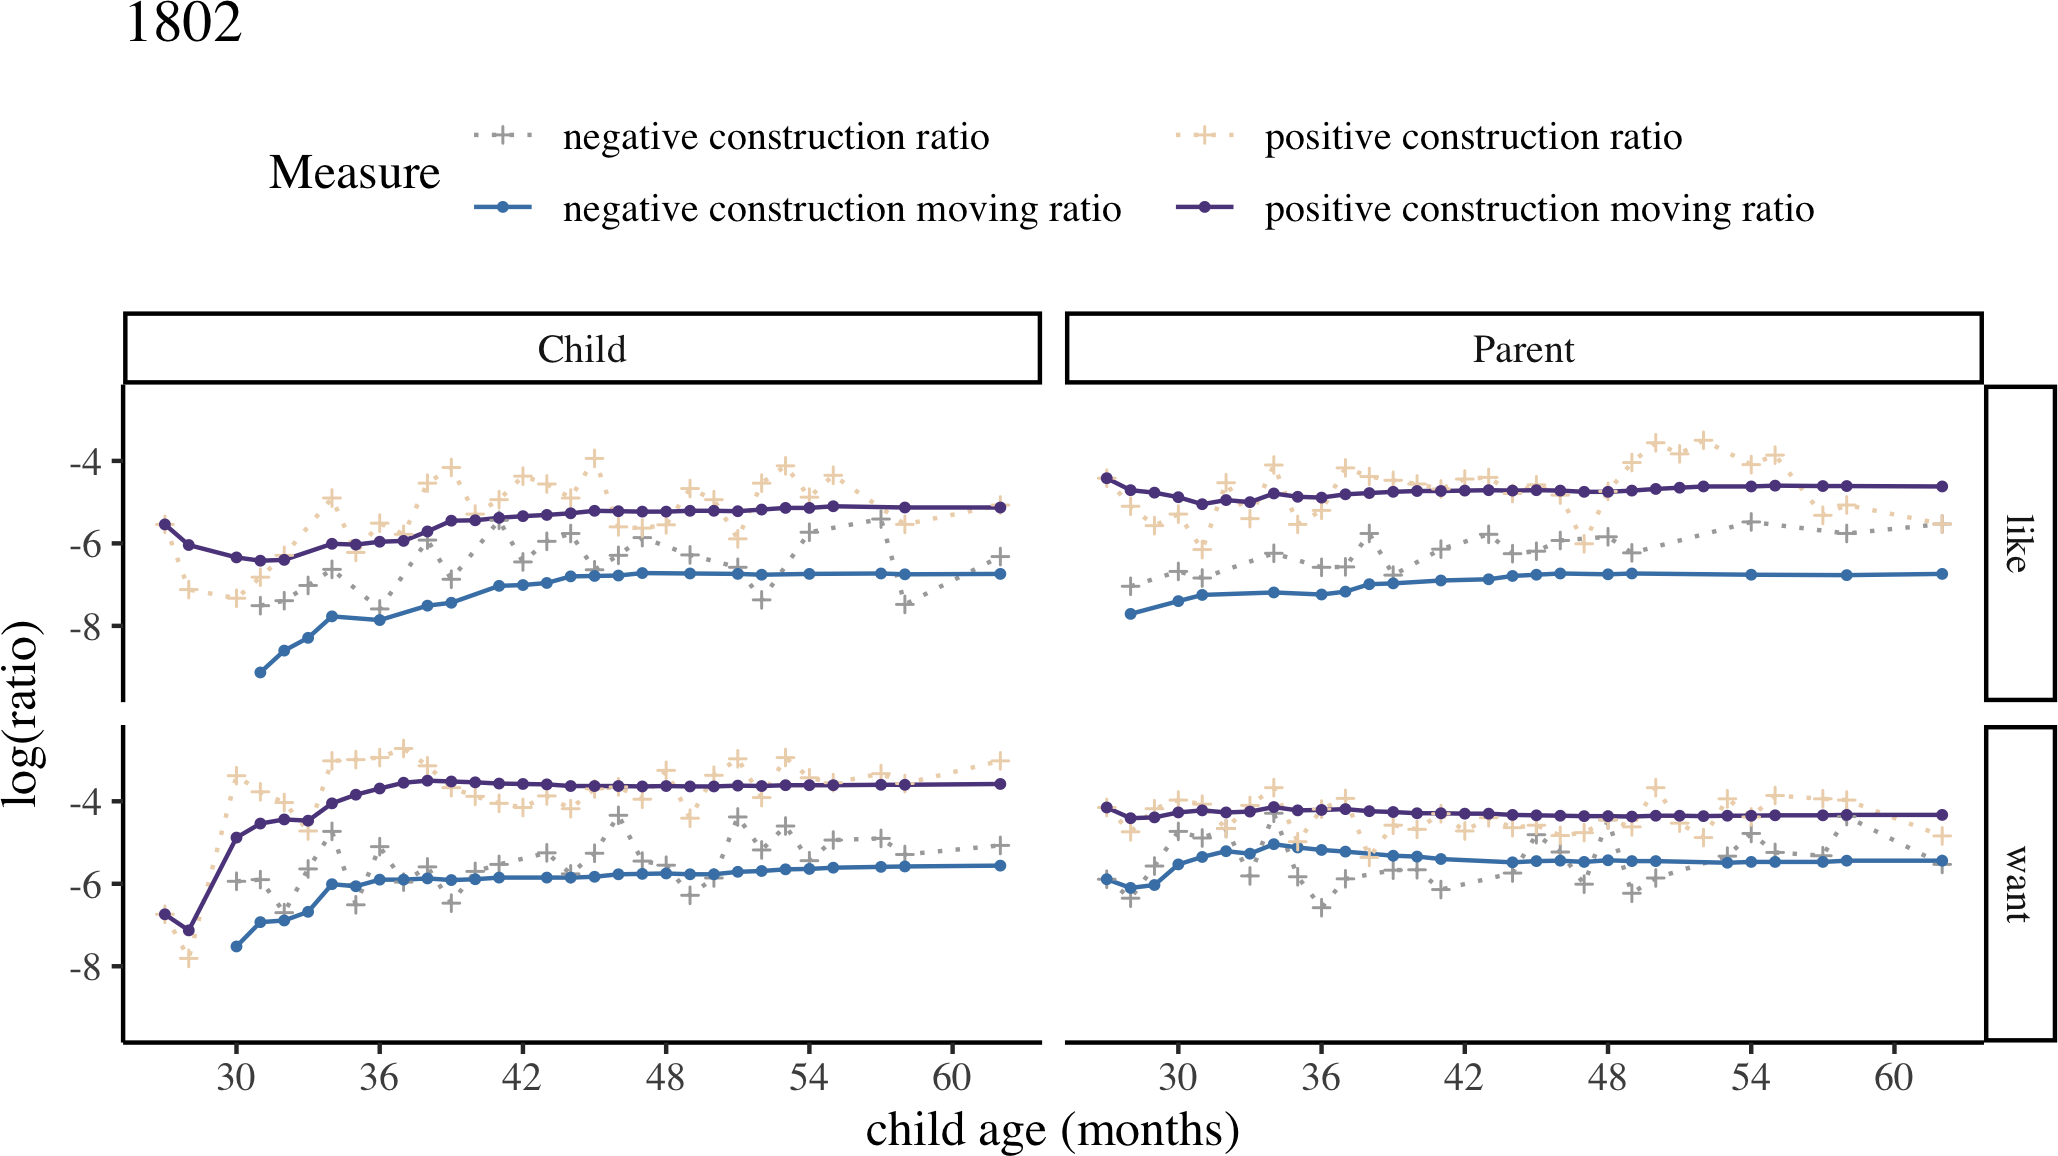 1802
Measure
negative construction ratio
positive construction ratio
negative construction moving ratio
positive construction moving ratio
Child
Parent
-4
-6
-8
like
log(ratio)
-4
-6
-8
want
30 36 42 48 54 60
30 36 42 48 54 60
child age (months)